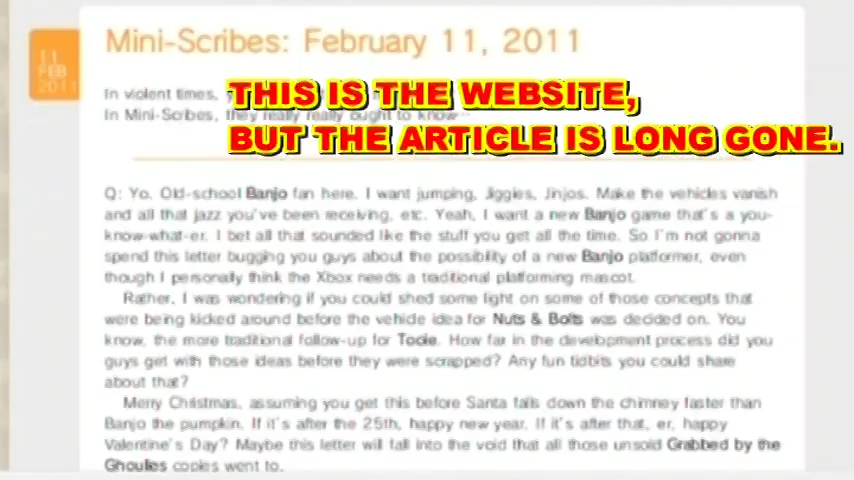 Mini-Scribes: February 11, 2011
11
FEB
2011
In violent times,
THIS IS THE WEBSITE,
In Mini-Scribes, they really really ought to know...
BUT THE ARTICLE IS LONG GONE.
Q: Yo. Old-school Banjo fan here. I want jumping, Jiggies, Jinjos. Make the vehicles vanish
and all that jazz you've been receiving, etc. Yeah, I want a new Banjo game that's a you-
know-what-er. I bet all that sounded like the stuff you get all the time. So I'm not gonna
spend this letter bugging you guys about the possibility of a new Banjo platformer, even
though I personally think the Xbox needs a traditional platforming mascot.
Rather, I was wondering if you could shed some light on some of those concepts that
were being kicked around before the vehicle idea for Nuts & Bolts was decided on. You
know, the more traditional follow-up for Tooie. How far in the development process did you
guys get with those ideas before they were scrapped? Any fun tidbits you could share
about that?
Merry Christmas, assuming you get this before Santa falls down the chimney faster than
Banjo the pumpkin. If it's after the 25th, happy new year. If it's after that, er, happy
Valentine's Day? Maybe this letter will fall into the void that all those unsold Grabbed by the
Ghoulies copies went to.